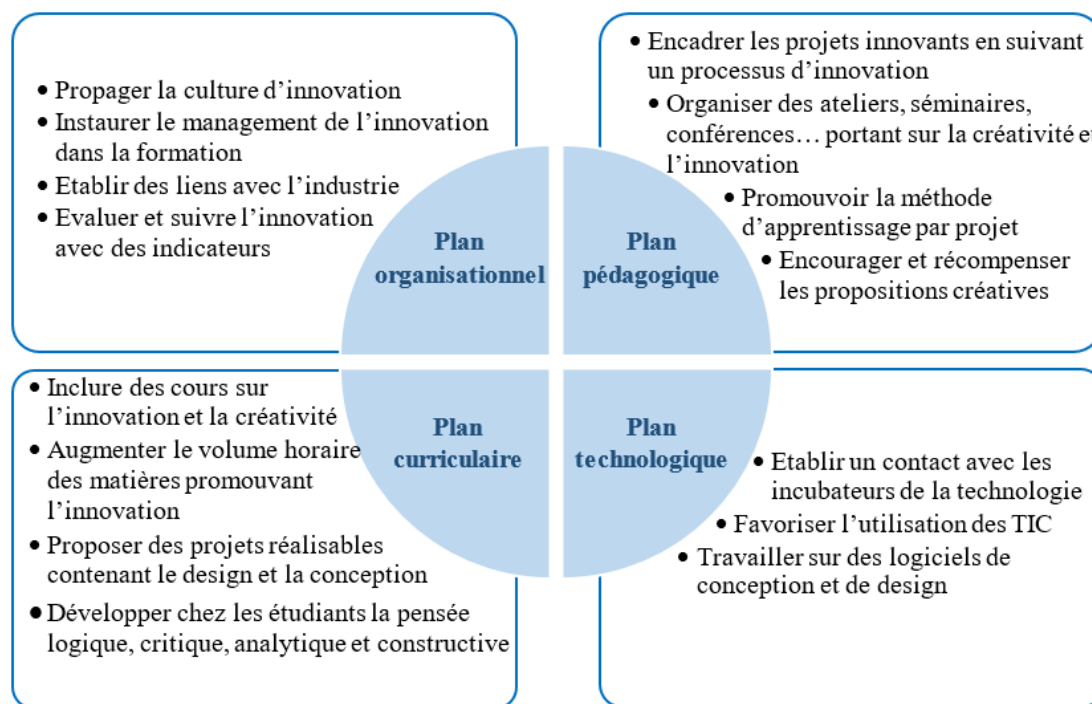 • Propager la culture d’innovation
• Instaurer le management de l’innovation
dans la formation
• Etablir des liens avec l’industrie
• Evaluer et suivre l’innovation
avec des indicateurs
Plan
organisationnel
• Encadrer les projets innovants en suivant
un processus d’innovation
• Organiser des ateliers, séminaires,
conférences… portant sur la créativité et
l’innovation
• Promouvoir la méthode
d’apprentissage par projet
• Encourager et récompenser
les propositions créatives
Plan
pédagogique
• Inclure des cours sur
l’innovation et la créativité
• Augmenter le volume horaire
des matières promouvant
l’innovation
• Proposer des projets réalisables
contenant le design et la conception
• Développer chez les étudiants la pensée
logique, critique, analytique et constructive
Plan
curriculaire
Plan
technologique
• Etablir un contact avec les
incubateurs de la technologie
• Favoriser l’utilisation des TIC
• Travailler sur des logiciels de
conception et de design